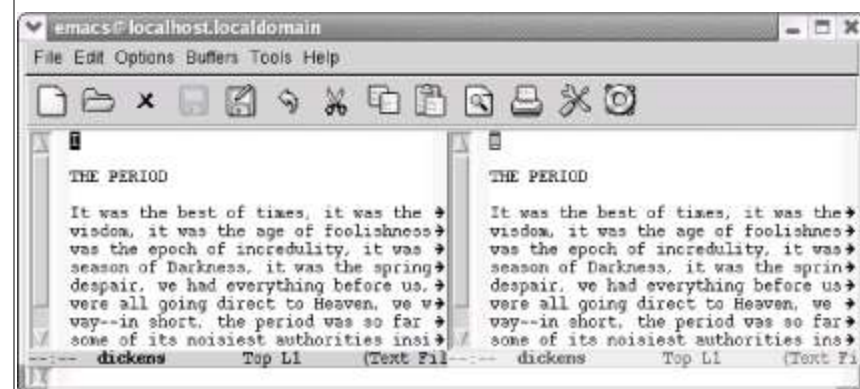 emacs@localhost.localdomain
File Edit Options Buffers Tools Help
I
THE PERIOD
It was the best of times, it was the
wisdom, it was the age of foolishness
was the epoch of incredulity, it was
season of Darkness, it was the spring
despair, we had everything before us,
were all going direct to Heaven, we w
way--in short, the period was so far
some of its noisiest authorities insi
--:-- dickens Top L1 (Text Fil
THE PERIOD
It was the best of times, it was the
wisdom, it was the age of foolishnes
was the epoch of incredulity, it was
season of Darkness, it was the sprin
despair, we had everything before us
were all going direct to Heaven, we
way--in short, the period was so far
some of its noisiest authorities ins
--:-- dickens Top L1 (Text Fi